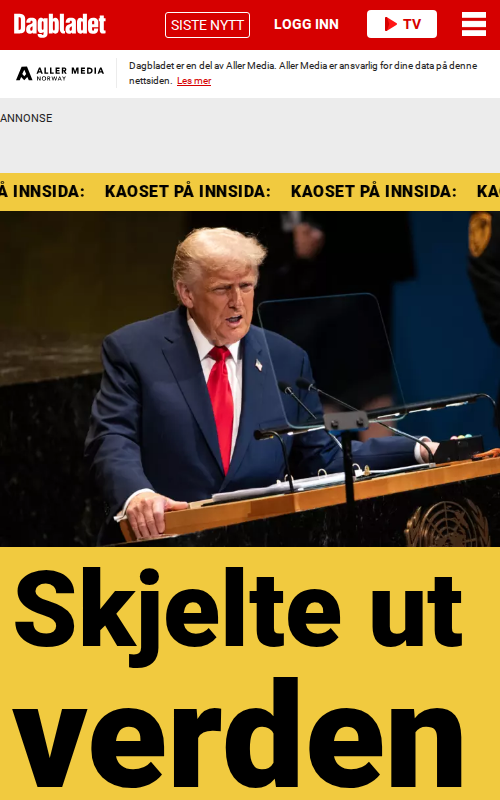 Dagbladet
SISTE NYTT
LOGG INN
TV
ALLER MEDIA
NORWAY
Dagbladet er en del av Aller Media. Aller Media er ansvarlig for dine data på denne
nettsiden. Les mer
ANNONSE
Å INNSIDA: KAOSET PÅ INNSIDA: KAOSET PÅ INNSIDA: KA
Skjelte ut
verden